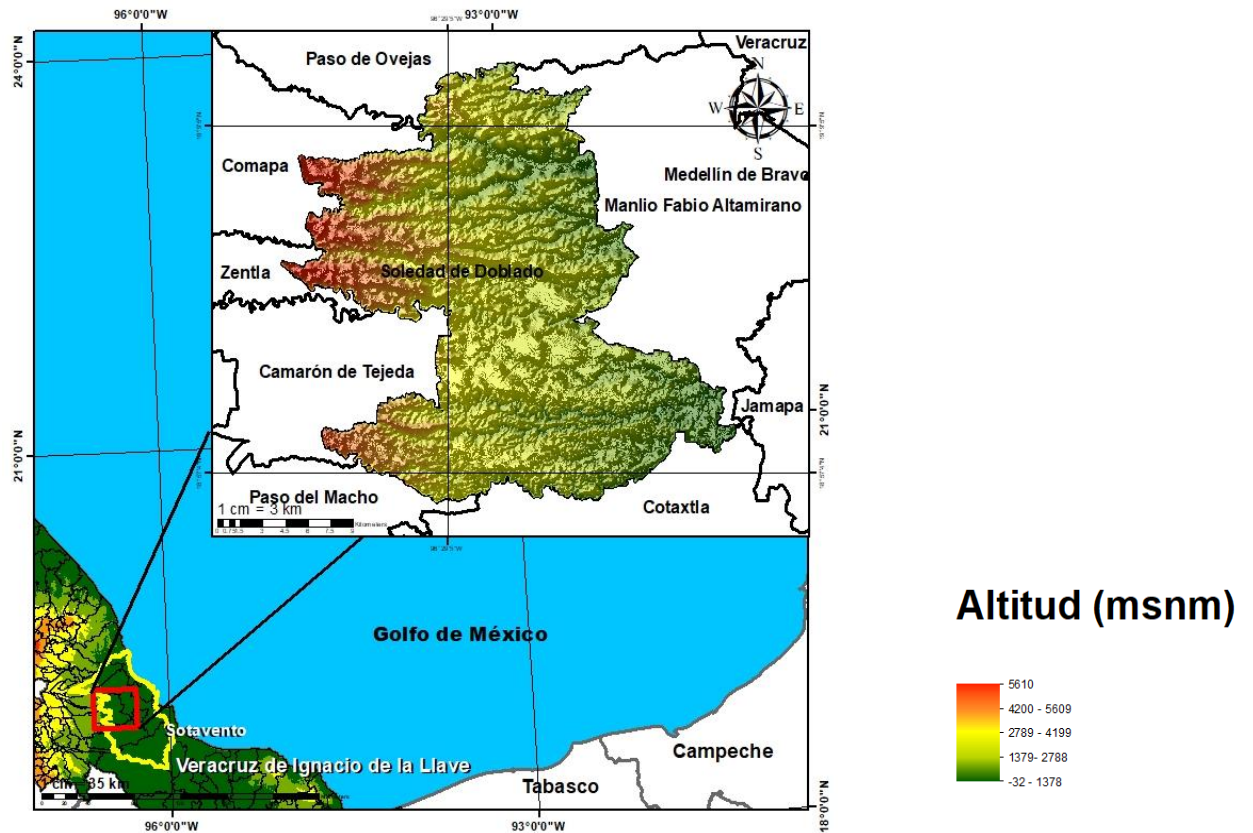 96°0'0"W
93°0'0"W
24°0'0"N
Paso de Ovejas
Veracruz
N
W
E
S
Comapa
Medellín de Bravo
Manlio Fabio Altamirano
Zentla
Soledad de Doblado
Camarón de Tejeda
Jamapa
21°0'0"N
21°0'0"N
Paso del Macho
Cotaxtla
1 cm = 3 km
Kilometers
Golfo de México
Sotavento
Veracruz de Ignacio de la Llave
Campeche
Tabasco
18°0'0"N
96°0'0"W
93°0'0"W
Altitud (msnm)
5610
4200 - 5609
2789 - 4199
1379 - 2788
-32 - 1378